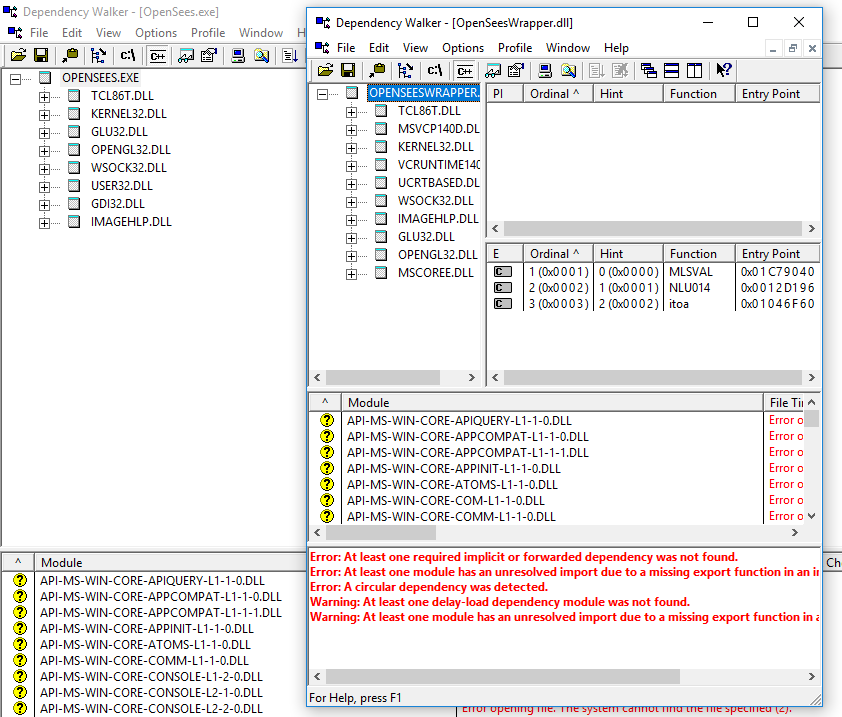 Dependency Walker - [OpenSees.exe]
File Edit View Options Profile Window H
c:\ C++
OPENSEES.EXE
TCL86T.DLL
KERNEL32.DLL
GLU32.DLL
OPENGL32.DLL
WSOCK32.DLL
USER32.DLL
GDI32.DLL
IMAGEHLP.DLL
^ Module
? API-MS-WIN-CORE-APIQUERY-L1-1-0.DLL
? API-MS-WIN-CORE-APPCOMPAT-L1-1-0.DLL
? API-MS-WIN-CORE-APPCOMPAT-L1-1-1.DLL
? API-MS-WIN-CORE-APPINIT-L1-1-0.DLL
? API-MS-WIN-CORE-ATOMS-L1-1-0.DLL
? API-MS-WIN-CORE-COMM-L1-1-0.DLL
? API-MS-WIN-CORE-CONSOLE-L1-2-0.DLL
? API-MS-WIN-CORE-CONSOLE-L2-1-0.DLL
? API-MS-WIN-CORE-CONSOLE-L2-2-0.DLL
Error opening file. The system cannot find the file specified (2).
Ch
Dependency Walker - [OpenSeesWrapper.dll]
File Edit View Options Profile Window Help
c:\ C++
OPENSEESWRAPPER.
TCL86T.DLL
MSVCP140D.DL
KERNEL32.DLL
VCRUNTIME140
UCRTBASED.DL
WSOCK32.DLL
IMAGEHLP.DLL
GLU32.DLL
OPENGL32.DLL
MSCOREE.DLL
PI Ordinal ^ Hint Function Entry Point
E Ordinal ^ Hint Function Entry Point
C 1 (0x0001) 0 (0x0000) MLSVAL 0x01C79040
C 2 (0x0002) 1 (0x0001) NLU014 0x0012D196
C 3 (0x0003) 2 (0x0002) itoa 0x01046F60
^ Module File Ti
? API-MS-WIN-CORE-APIQUERY-L1-1-0.DLL Error o
? API-MS-WIN-CORE-APPCOMPAT-L1-1-0.DLL Error o
? API-MS-WIN-CORE-APPCOMPAT-L1-1-1.DLL Error o
? API-MS-WIN-CORE-APPINIT-L1-1-0.DLL Error o
? API-MS-WIN-CORE-ATOMS-L1-1-0.DLL Error o
? API-MS-WIN-CORE-COM-L1-1-0.DLL Error o
? API-MS-WIN-CORE-COMM-L1-1-0.DLL Error o
Error: At least one required implicit or forwarded dependency was not found.
Error: At least one module has an unresolved import due to a missing export function in an i
Error: A circular dependency was detected.
Warning: At least one delay-load dependency module was not found.
Warning: At least one module has an unresolved import due to a missing export function in a
For Help, press F1